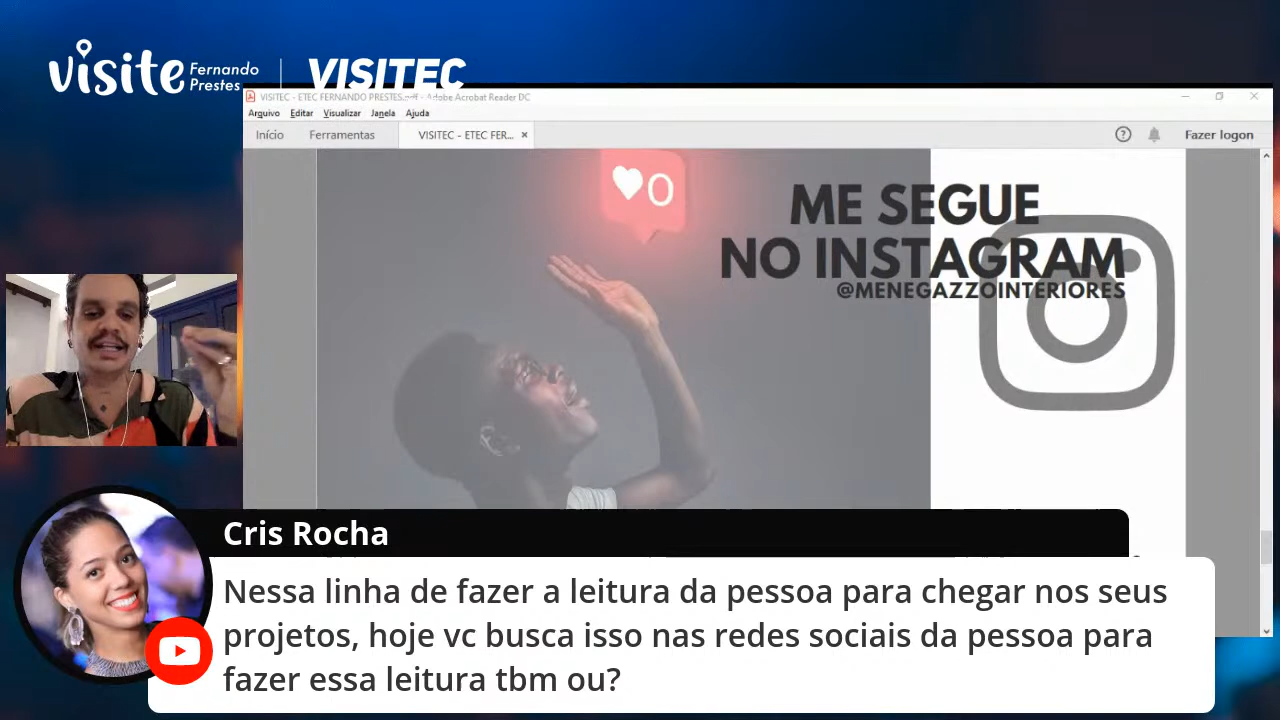 visite Fernando
Prestes
VISITEC
VISITEC - ETEC FERNANDO PRESTES.pdf - Adobe Acrobat Reader DC
Arquivo Editar Visualizar Janela Ajuda
Início Ferramentas VISITEC - ETEC FER... × Fazer logon
0
ME SEGUE
NO INSTAGRAM
@MENEGAZZOINTERIORES
Cris Rocha
Nessa linha de fazer a leitura da pessoa para chegar nos seus
projetos, hoje vc busca isso nas redes sociais da pessoa para
fazer essa leitura tbm ou?